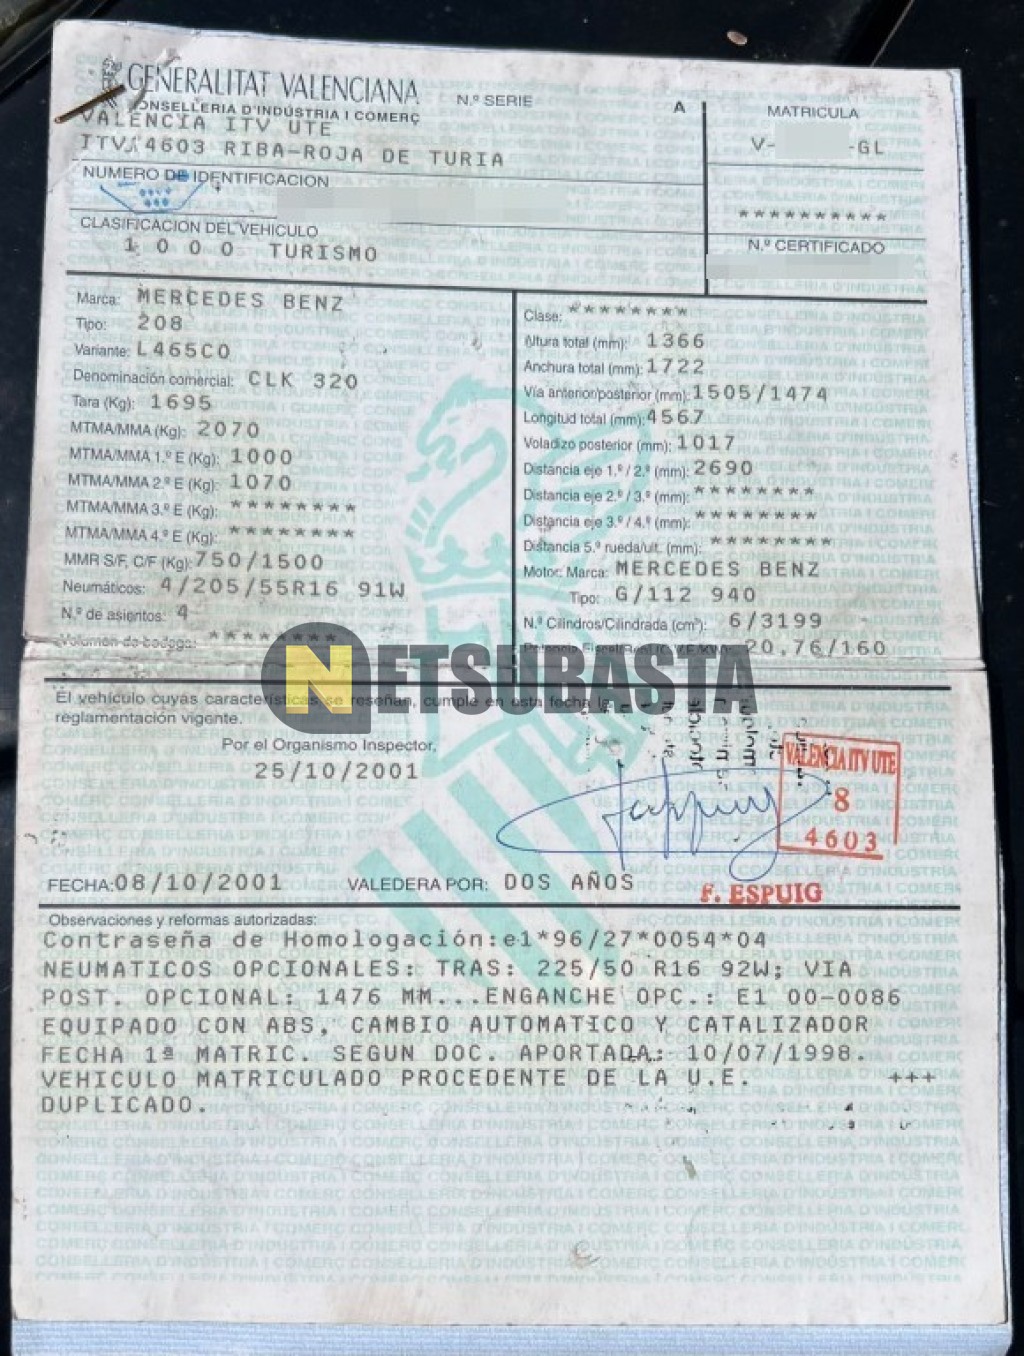 GENERALITAT VALENCIANA
CONSELLERIA D'INDÚSTRIA I COMERÇ
N.º SERIE A
MATRICULA
VALENCIA ITV UTE
ITV 4603 RIBA-ROJA DE TURIA
V- -GL
NUMERO DE IDENTIFICACION
**********
CLASIFICACION DEL VEHICULO
N.º CERTIFICADO
1000 TURISMO
Marca: MERCEDES BENZ
Tipo: 208
Variante: L465CO
Denominación comercial: CLK 320
Tara (Kg): 1695
MTMA/MMA (Kg): 2070
MTMA/MMA 1.º E (Kg): 1000
MTMA/MMA 2.º E (Kg): 1070
MTMA/MMA 3.º E (Kg): ********
MTMA/MMA 4.º E (Kg): ********
MMR S/F, C/F (Kg): 750/1500
Neumáticos: 4/205/55R16 91W
N.º de asientos: 4
Volumen de bodega: ********
Clase: ********
Altura total (mm): 1366
Anchura total (mm): 1722
Vía anterior/posterior (mm): 1505/1474
Longitud total (mm): 4567
Voladizo posterior (mm): 1017
Distancia eje 1.º/2.º (mm): 2690
Distancia eje 2.º/3.º (mm): ********
Distancia eje 3.º/4.º (mm): ********
Distancia 5.ª rueda/ult. (mm): ********
Motor: Marca: MERCEDES BENZ
Tipo: G/112 940
N.º Cilindros/Cilindrada (cm³): 6/3199
20,76/160
NETSUBASTA
El vehículo cuyas características se reseñan, cumple en esta fecha la
reglamentación vigente.
Por el Organismo Inspector,
25/10/2001
VALENCIA ITV UTE
8
4603
FECHA: 08/10/2001 VALEDERA POR: DOS AÑOS
F. ESPUIG
Observaciones y reformas autorizadas:
Contraseña de Homologación:e1*96/27*0054*04
NEUMATICOS OPCIONALES: TRAS: 225/50 R16 92W; VIA
POST. OPCIONAL: 1476 MM...ENGANCHE OPC.: E1 00-0086
EQUIPADO CON ABS, CAMBIO AUTOMATICO Y CATALIZADOR
FECHA 1ª MATRIC. SEGUN DOC. APORTADA: 10/07/1998.
VEHICULO MATRICULADO PROCEDENTE DE LA U.E. +++
DUPLICADO.